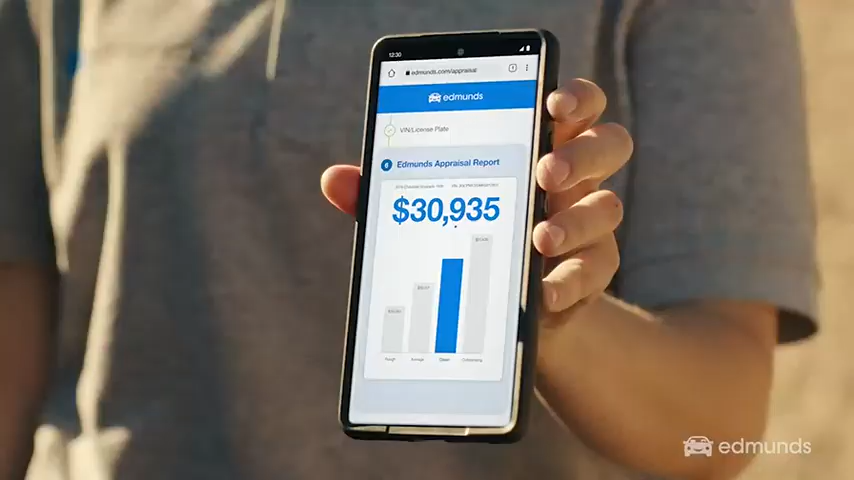 12:30
edmunds.com/appraisal
edmunds
VIN/License Plate
6 Edmunds Appraisal Report
$30,935
Rough Average Clean Outstanding
edmunds